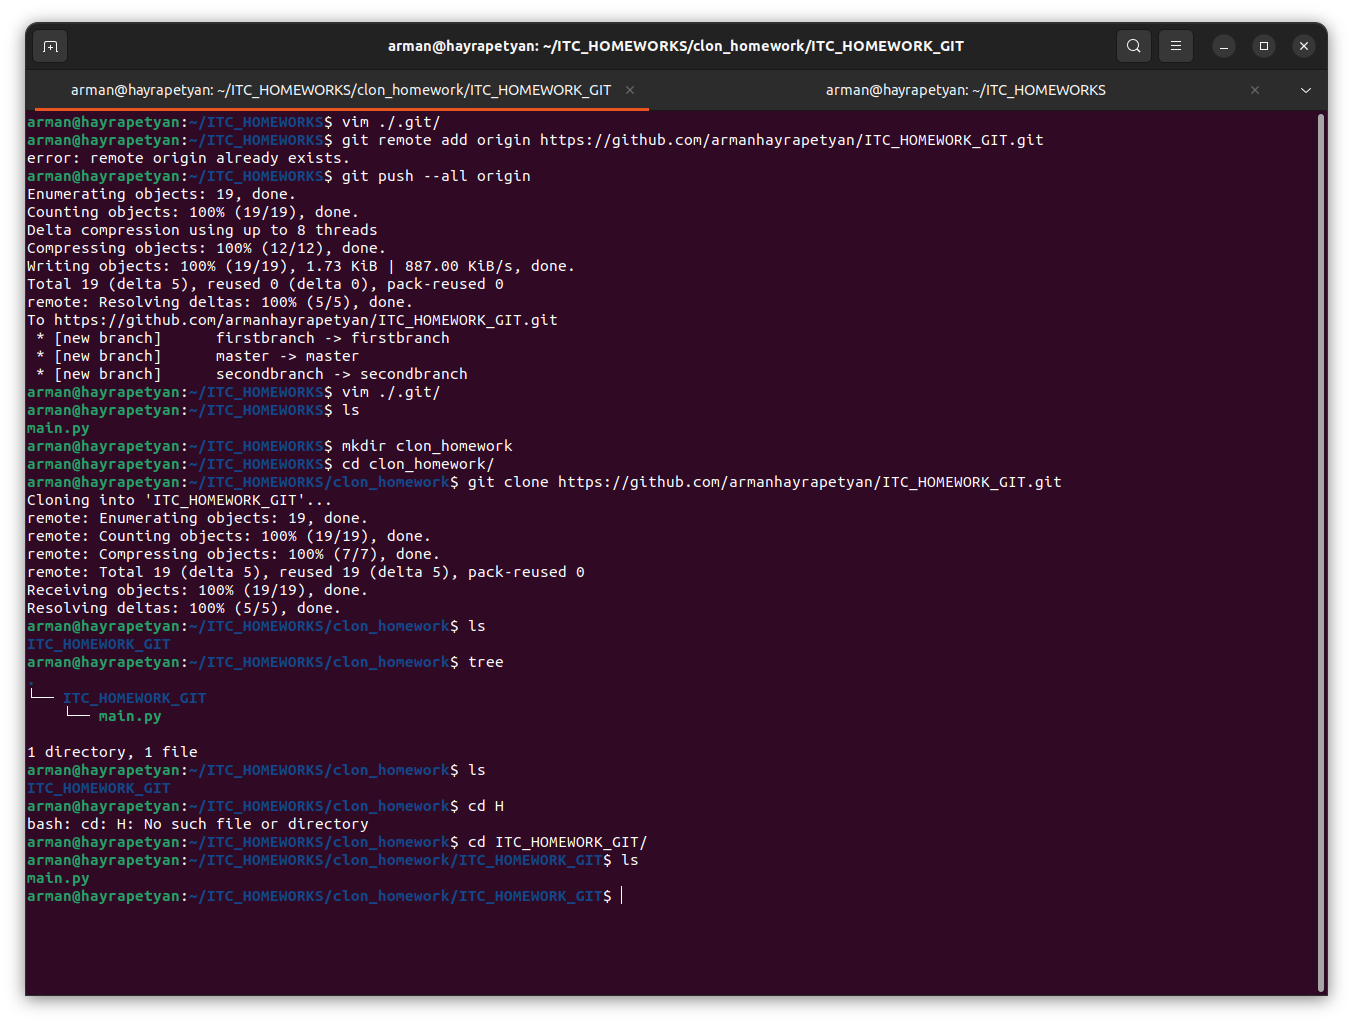 arman@hayrapetyan: ~/ITC_HOMEWORKS/clon_homework/ITC_HOMEWORK_GIT
arman@hayrapetyan: ~/ITC_HOMEWORKS/clon_homework/ITC_HOMEWORK_GIT
arman@hayrapetyan: ~/ITC_HOMEWORKS
arman@hayrapetyan:~/ITC_HOMEWORKS$ vim ./.git/
arman@hayrapetyan:~/ITC_HOMEWORKS$ git remote add origin https://github.com/armanhayrapetyan/ITC_HOMEWORK_GIT.git
error: remote origin already exists.
arman@hayrapetyan:~/ITC_HOMEWORKS$ git push --all origin
Enumerating objects: 19, done.
Counting objects: 100% (19/19), done.
Delta compression using up to 8 threads
Compressing objects: 100% (12/12), done.
Writing objects: 100% (19/19), 1.73 KiB | 887.00 KiB/s, done.
Total 19 (delta 5), reused 0 (delta 0), pack-reused 0
remote: Resolving deltas: 100% (5/5), done.
To https://github.com/armanhayrapetyan/ITC_HOMEWORK_GIT.git
 * [new branch]      firstbranch -> firstbranch
 * [new branch]      master -> master
 * [new branch]      secondbranch -> secondbranch
arman@hayrapetyan:~/ITC_HOMEWORKS$ vim ./.git/
arman@hayrapetyan:~/ITC_HOMEWORKS$ ls
main.py
arman@hayrapetyan:~/ITC_HOMEWORKS$ mkdir clon_homework
arman@hayrapetyan:~/ITC_HOMEWORKS$ cd clon_homework/
arman@hayrapetyan:~/ITC_HOMEWORKS/clon_homework$ git clone https://github.com/armanhayrapetyan/ITC_HOMEWORK_GIT.git
Cloning into 'ITC_HOMEWORK_GIT'...
remote: Enumerating objects: 19, done.
remote: Counting objects: 100% (19/19), done.
remote: Compressing objects: 100% (7/7), done.
remote: Total 19 (delta 5), reused 19 (delta 5), pack-reused 0
Receiving objects: 100% (19/19), done.
Resolving deltas: 100% (5/5), done.
arman@hayrapetyan:~/ITC_HOMEWORKS/clon_homework$ ls
ITC_HOMEWORK_GIT
arman@hayrapetyan:~/ITC_HOMEWORKS/clon_homework$ tree
.
└── ITC_HOMEWORK_GIT
    └── main.py

1 directory, 1 file
arman@hayrapetyan:~/ITC_HOMEWORKS/clon_homework$ ls
ITC_HOMEWORK_GIT
arman@hayrapetyan:~/ITC_HOMEWORKS/clon_homework$ cd H
bash: cd: H: No such file or directory
arman@hayrapetyan:~/ITC_HOMEWORKS/clon_homework$ cd ITC_HOMEWORK_GIT/
arman@hayrapetyan:~/ITC_HOMEWORKS/clon_homework/ITC_HOMEWORK_GIT$ ls
main.py
arman@hayrapetyan:~/ITC_HOMEWORKS/clon_homework/ITC_HOMEWORK_GIT$